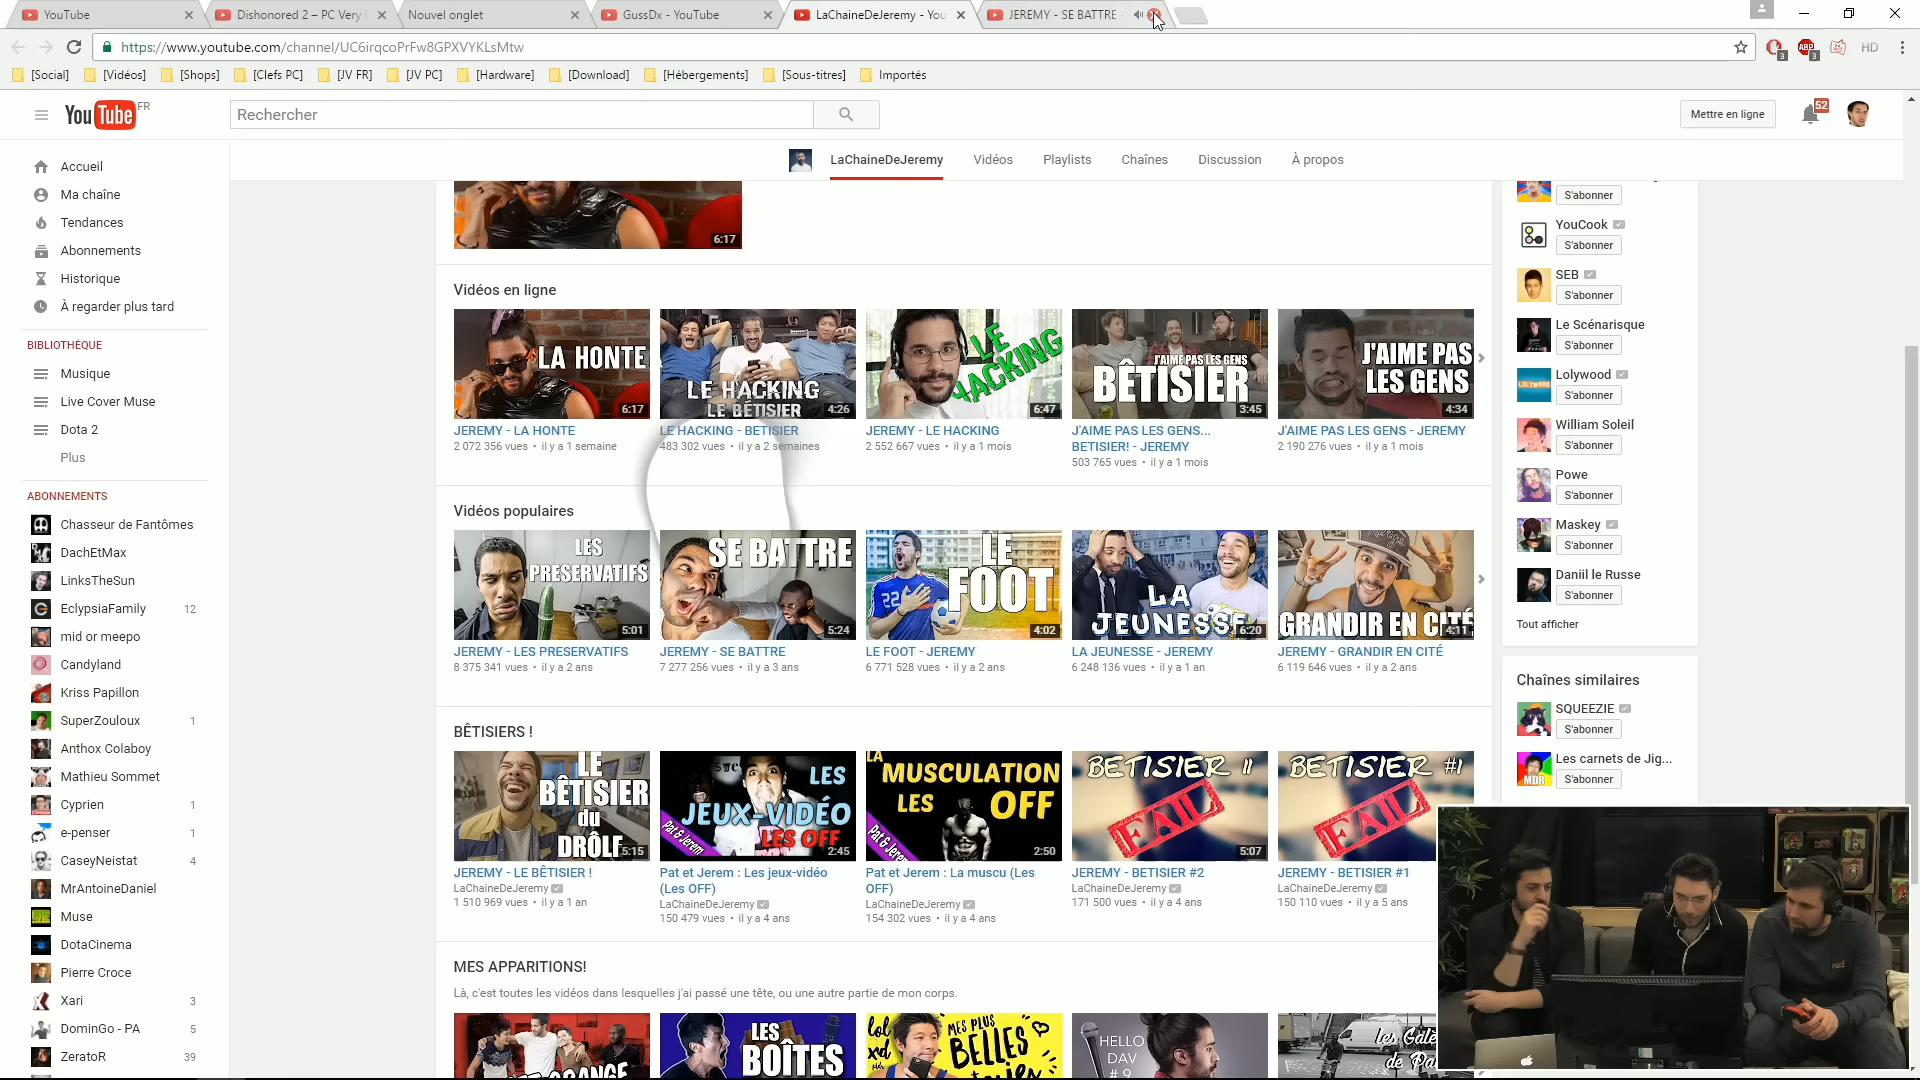 YouTube
Dishonored 2 – PC Very
Nouvel onglet
GussDx - YouTube
LaChaineDeJeremy - You
JEREMY - SE BATTRE
https://www.youtube.com/channel/UC6irqcoPrFw8GPXVYKLsMtw
3
ABP
3
HD
[Social]
[Vidéos]
[Shops]
[Clefs PC]
[JV FR]
[JV PC]
[Hardware]
[Download]
[Hébergements]
[Sous-titres]
Importés
YouTube FR
Rechercher
Mettre en ligne
52
LaChaineDeJeremy
Vidéos
Playlists
Chaînes
Discussion
À propos
Accueil
Ma chaîne
Tendances
Abonnements
Historique
À regarder plus tard
BIBLIOTHÈQUE
Musique
Live Cover Muse
Dota 2
Plus
ABONNEMENTS
Chasseur de Fantômes
DachEtMax
LinksTheSun
EclypsiaFamily 12
mid or meepo
Candyland
Kriss Papillon
SuperZouloux 1
Anthox Colaboy
Mathieu Sommet
Cyprien 1
e-penser 1
CaseyNeistat 4
MrAntoineDaniel
Muse
DotaCinema
Pierre Croce
Xari 3
DominGo - PA 5
ZeratoR 39
6:17
Vidéos en ligne
LA HONTE
6:17
JEREMY - LA HONTE
2 072 356 vues • il y a 1 semaine
LE HACKING
LE BÉTISIER
4:26
LE HACKING - BETISIER
483 302 vues • il y a 2 semaines
LE
HACKING
6:47
JEREMY - LE HACKING
2 552 667 vues • il y a 1 mois
J'AIME PAS LES GENS
BÊTISIER
3:45
J'AIME PAS LES GENS...
BETISIER! - JEREMY
503 765 vues • il y a 1 mois
J'AIME PAS
LES GENS
4:34
J'AIME PAS LES GENS - JEREMY
2 190 276 vues • il y a 1 mois
Vidéos populaires
LES
PRESERVATIFS
5:01
JEREMY - LES PRESERVATIFS
8 375 341 vues • il y a 2 ans
SE BATTRE
5:24
JEREMY - SE BATTRE
7 277 256 vues • il y a 3 ans
LE
FOOT
22
4:02
LE FOOT - JEREMY
6 771 528 vues • il y a 2 ans
LA
JEUNESSE
6:20
LA JEUNESSE - JEREMY
6 248 136 vues • il y a 1 an
GRANDIR EN CITÉ
4:11
JEREMY - GRANDIR EN CITÉ
6 119 646 vues • il y a 2 ans
BÊTISIERS !
LE
BÊTISIER
du
DRÔLE
5:15
JEREMY - LE BÊTISIER !
LaChaineDeJeremy
1 510 969 vues • il y a 1 an
LES
JEUX-VIDÉO
LES OFF
Pat & Jerem
2:45
Pat et Jerem : Les jeux-vidéo
(Les OFF)
LaChaineDeJeremy
150 479 vues • il y a 4 ans
LA
MUSCULATION
LES OFF
Pat & Jerem
2:50
Pat et Jerem : La muscu (Les
OFF)
LaChaineDeJeremy
154 302 vues • il y a 4 ans
BETISIER II
FAIL
5:07
JEREMY - BETISIER #2
LaChaineDeJeremy
171 500 vues • il y a 4 ans
BETISIER #1
FAIL
JEREMY - BETISIER #1
LaChaineDeJeremy
150 110 vues • il y a 5 ans
MES APPARITIONS!
Là, c'est toutes les vidéos dans lesquelles j'ai passé une tête, ou une autre partie de mon corps.
LES
BOÎTES
lol
xd
MES PLUS
BELLES
HELLO
DAV
# 9
les Galè
de Pa
S'abonner
YouCook
S'abonner
SEB
S'abonner
Le Scénarisque
S'abonner
LOLYWOOD
Lolywood
S'abonner
William Soleil
S'abonner
Powe
S'abonner
Maskey
S'abonner
Daniil le Russe
S'abonner
Tout afficher
Chaînes similaires
SQUEEZIE
S'abonner
MDR
Les carnets de Jig...
S'abonner